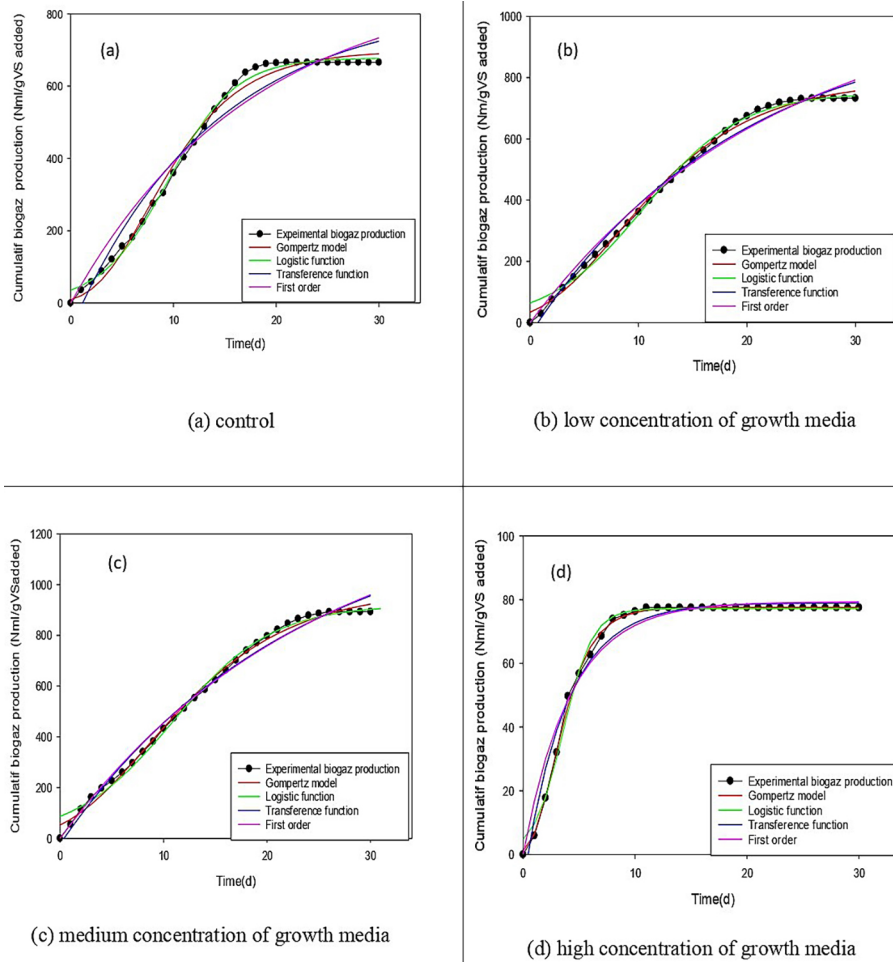 Cumulatif biogaz production (Nml/gVS added)
800
600
400
200
0
(a)
Expeimental biogaz production
Gompertz model
Logistic function
Transference function
First order
0 10 20 30
Time(d)
(a) control
Cumulatif biogaz production (Nml/gVS added)
1000
800
600
400
200
0
(b)
Experimental biogaz production
Gompertz model
Logistic function
Transference function
First order
0 10 20 30
Time(d)
(b) low concentration of growth media
Cumulatif biogaz production (Nml/gVSadded)
1200
1000
800
600
400
200
0
(c)
Experimental biogaz production
Gompertz model
Logistic function
Transference function
First order
0 10 20 30
Time(d)
(c) medium concentration of growth media
Cumulatif biogaz production (Nml/gVS added)
100
80
60
40
20
0
(d)
Experimental biogaz production
Gompertz model
Logistic function
Transference function
First order
0 10 20 30
Time(d)
(d) high concentration of growth media